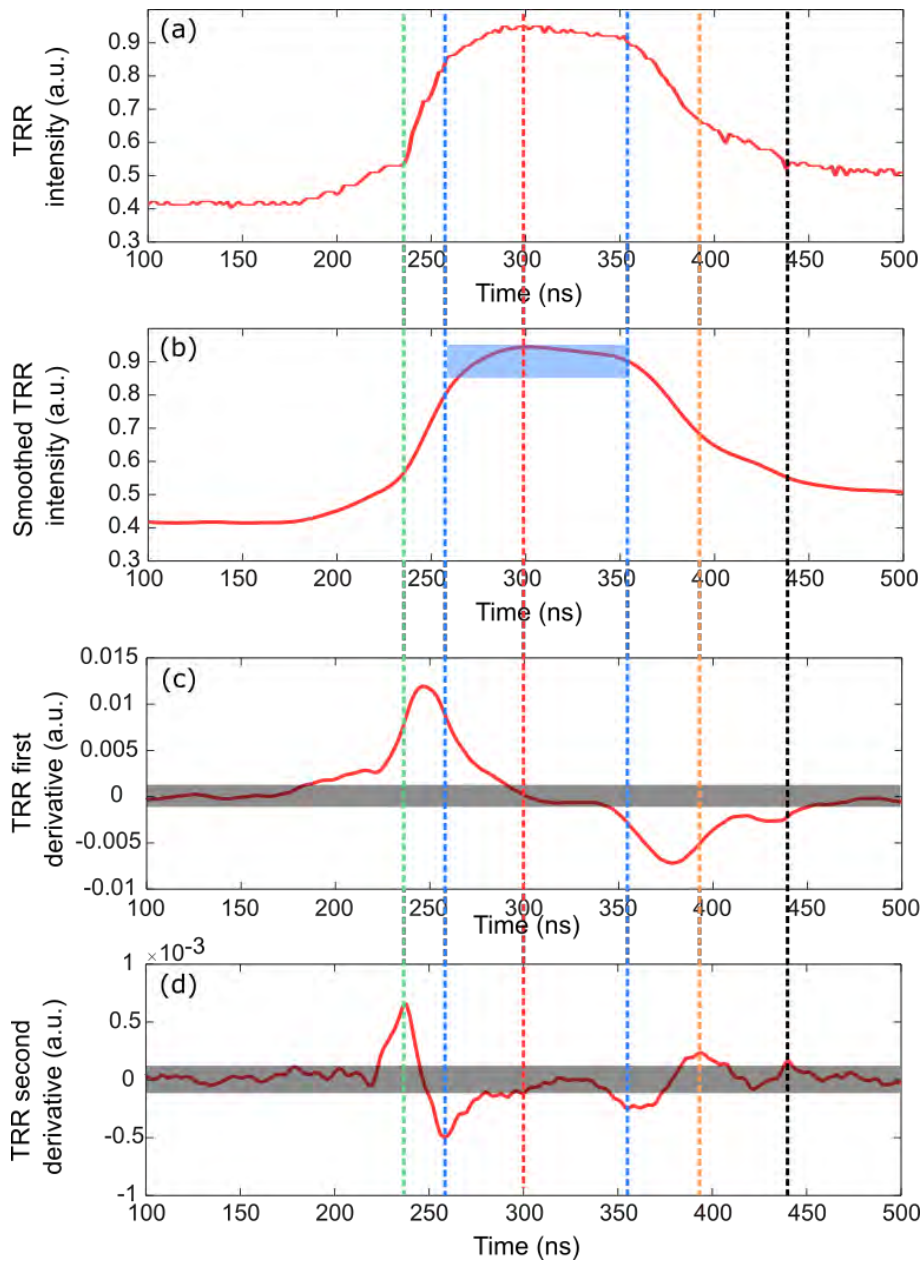 (a)
TRR
intensity (a.u.)
0.9
0.8
0.7
0.6
0.5
0.4
0.3
100 150 200 250 300 350 400 450 500
Time (ns)
(b)
Smoothed TRR
intensity (a.u.)
0.9
0.8
0.7
0.6
0.5
0.4
0.3
100 150 200 250 300 350 400 450 500
Time (ns)
(c)
TRR first
derivative (a.u.)
0.015
0.01
0.005
0
-0.005
-0.01
100 150 200 250 300 350 400 450 500
Time (ns)
×10-3
(d)
TRR second
derivative (a.u.)
1
0.5
0
-0.5
-1
100 150 200 250 300 350 400 450 500
Time (ns)